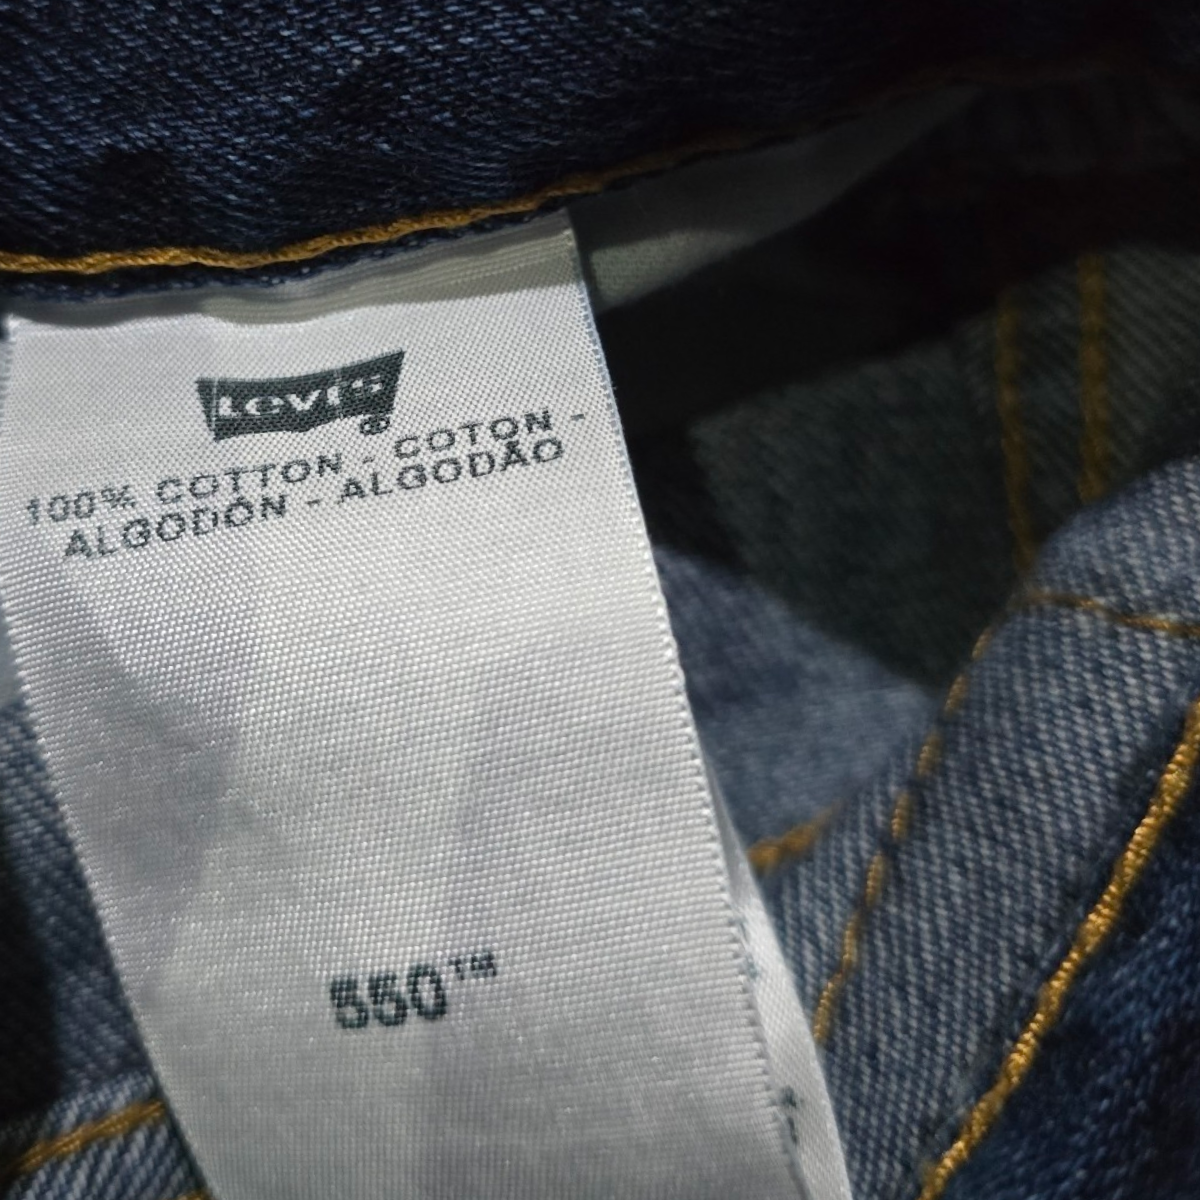 Levi's
100% COTTON - COTON -
ALGODÓN - ALGODÃO
550™